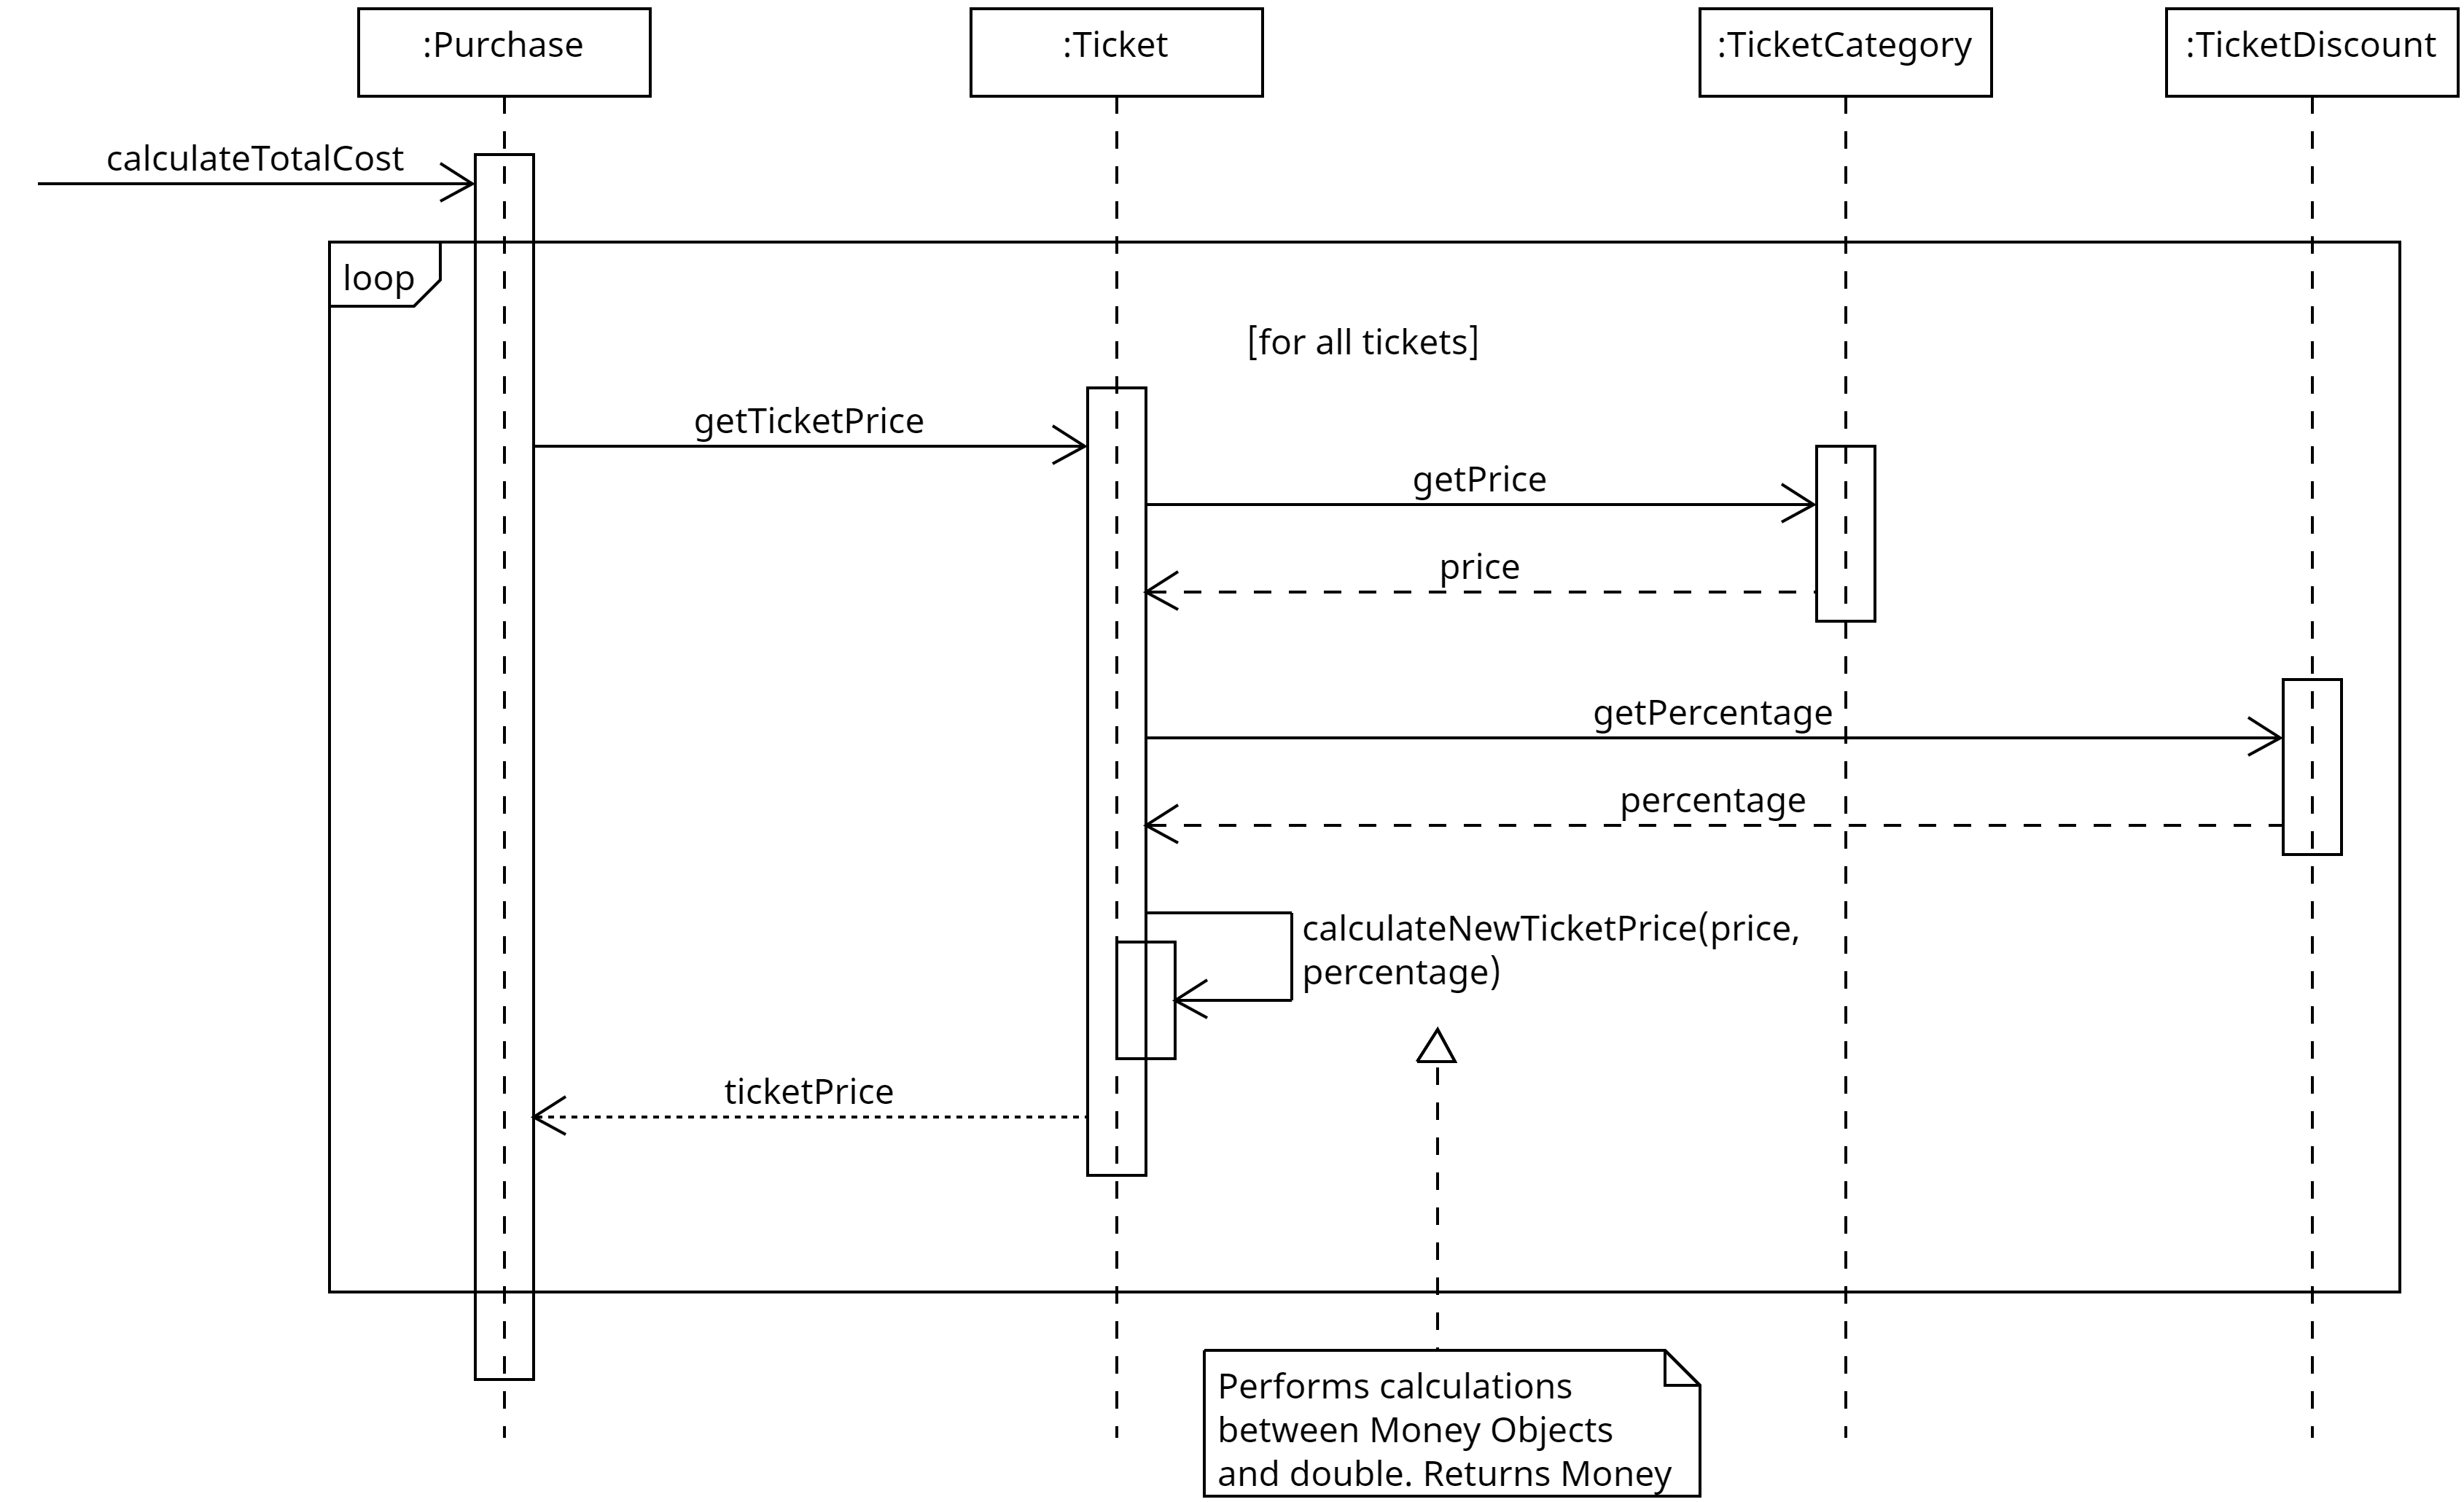 :Purchase
:Ticket
:TicketCategory
:TicketDiscount
calculateTotalCost
loop
[for all tickets]
getTicketPrice
getPrice
price
getPercentage
percentage
calculateNewTicketPrice(price,
percentage)
ticketPrice
Performs calculations
between Money Objects
and double. Returns Money